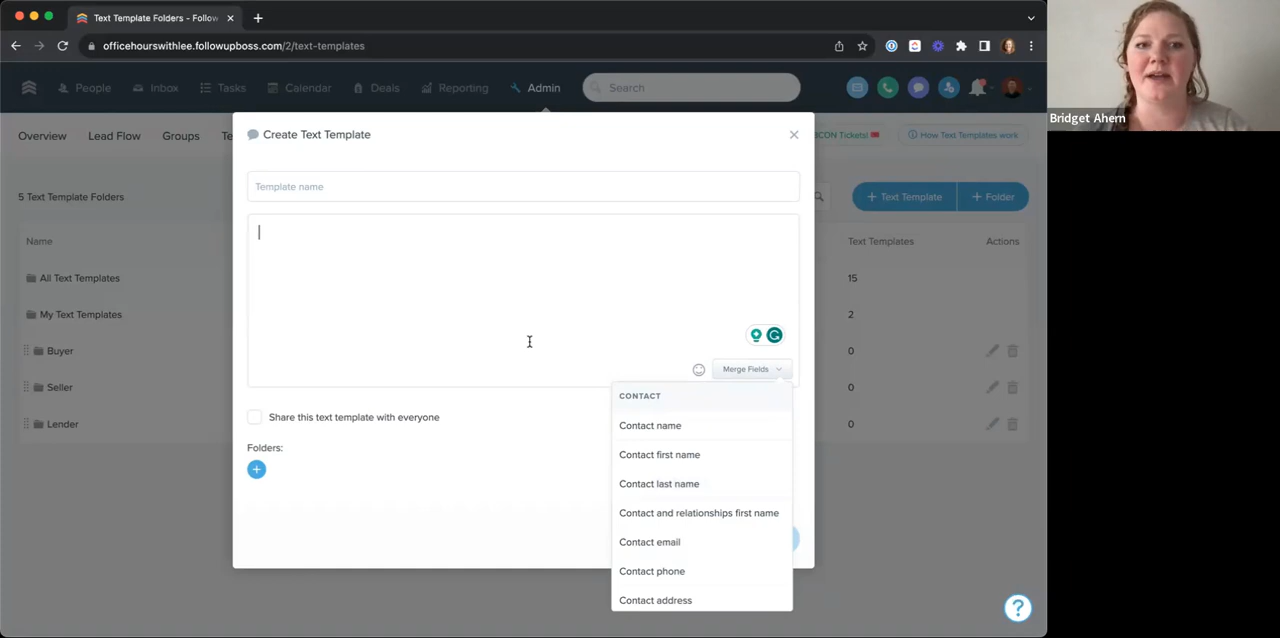 Text Template Folders - Follow
officehourswithlee.followupboss.com/2/text-templates
People Inbox Tasks Calendar Deals Reporting Admin Search
Bridget Ahern
Overview Lead Flow Groups Te
Create Text Template
BCON Tickets! How Text Templates work
Template name
5 Text Template Folders
+ Text Template + Folder
Name Text Templates Actions
All Text Templates 15
My Text Templates 2
Buyer 0
Merge Fields
Seller 0
CONTACT
Share this text template with everyone
Lender 0
Contact name
Folders:
Contact first name
Contact last name
Contact and relationships first name
Contact email
Contact phone
Contact address
?